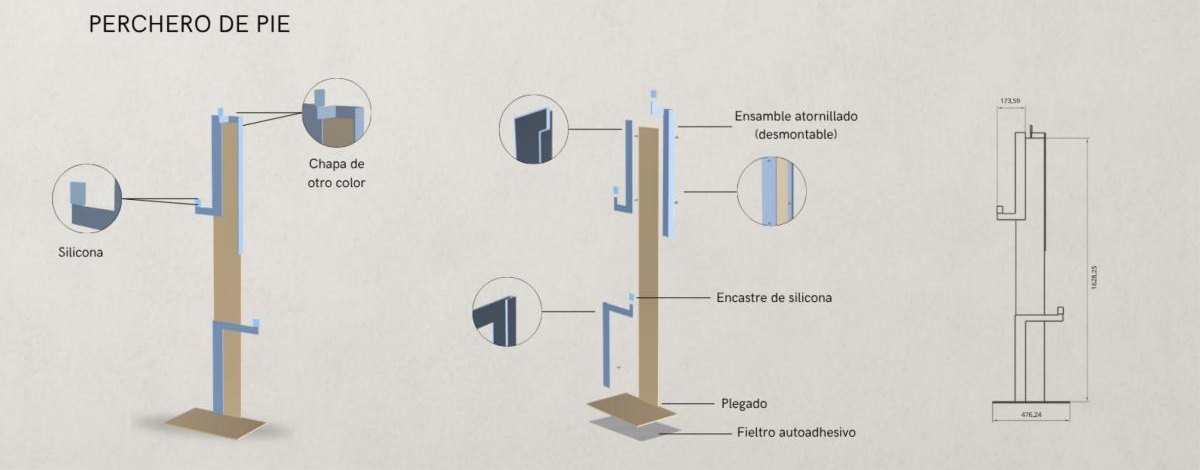 PERCHERO DE PIE
Chapa de
otro color
Silicona
Ensamble atornillado
(desmontable)
Encastre de silicona
Plegado
Fieltro autoadhesivo
173,59
1628,25
476,24